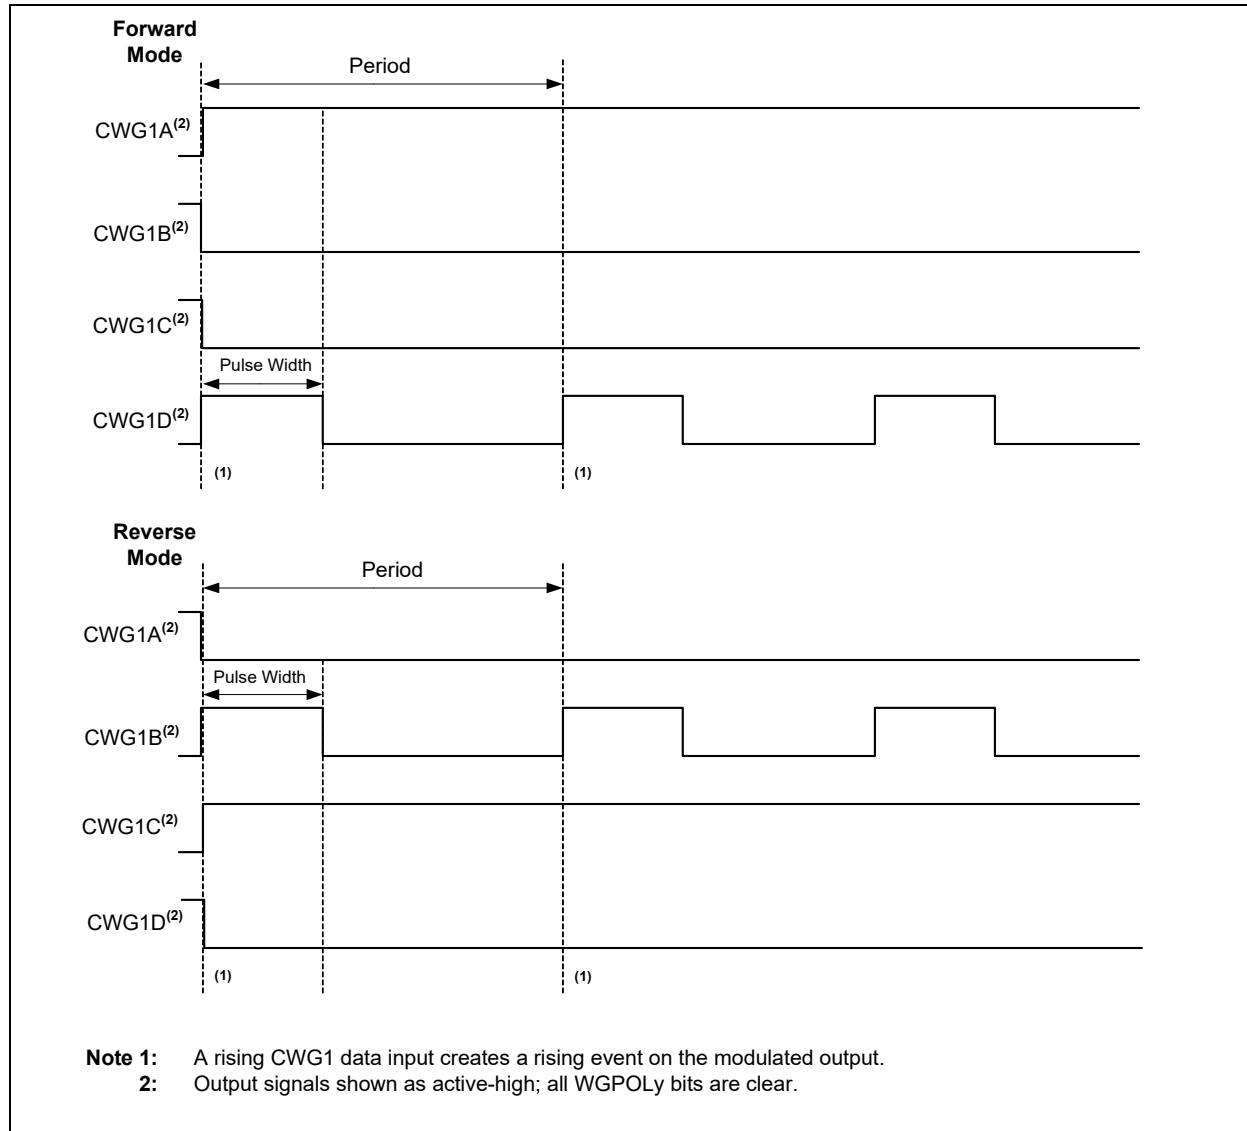 Forward
Mode
Period
CWG1A(2)
CWG1B(2)
CWG1C(2)
Pulse Width
CWG1D(2)
(1) (1)
Reverse
Mode
Period
CWG1A(2)
Pulse Width
CWG1B(2)
CWG1C(2)
CWG1D(2)
(1) (1)
Note 1: A rising CWG1 data input creates a rising event on the modulated output.
2: Output signals shown as active-high; all WGPOLy bits are clear.